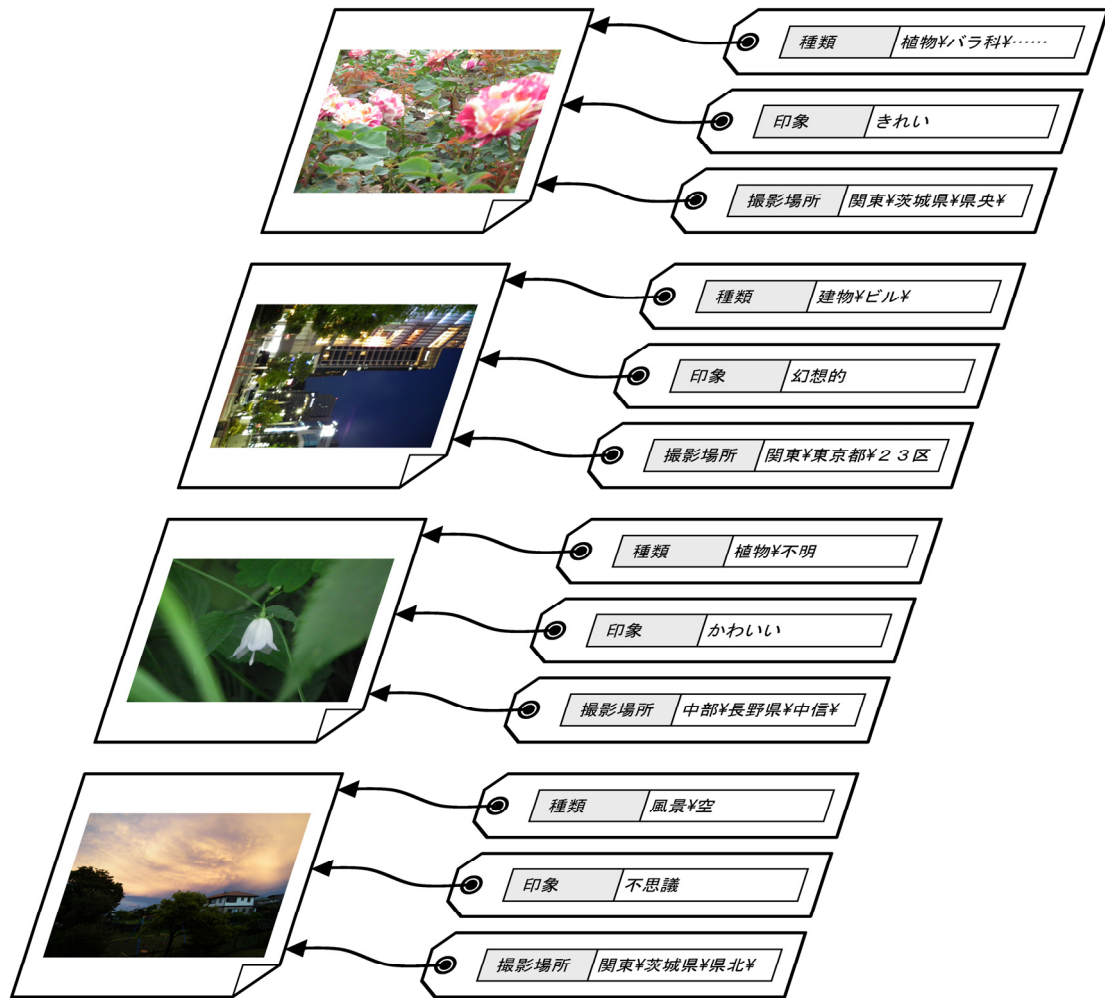 種類 植物¥バラ科¥……
印象 きれい
撮影場所 関東¥茨城県¥県央¥
種類 建物¥ビル¥
印象 幻想的
撮影場所 関東¥東京都¥２３区
種類 植物¥不明
印象 かわいい
撮影場所 中部¥長野県¥中信¥
種類 風景¥空
印象 不思議
撮影場所 関東¥茨城県¥県北¥